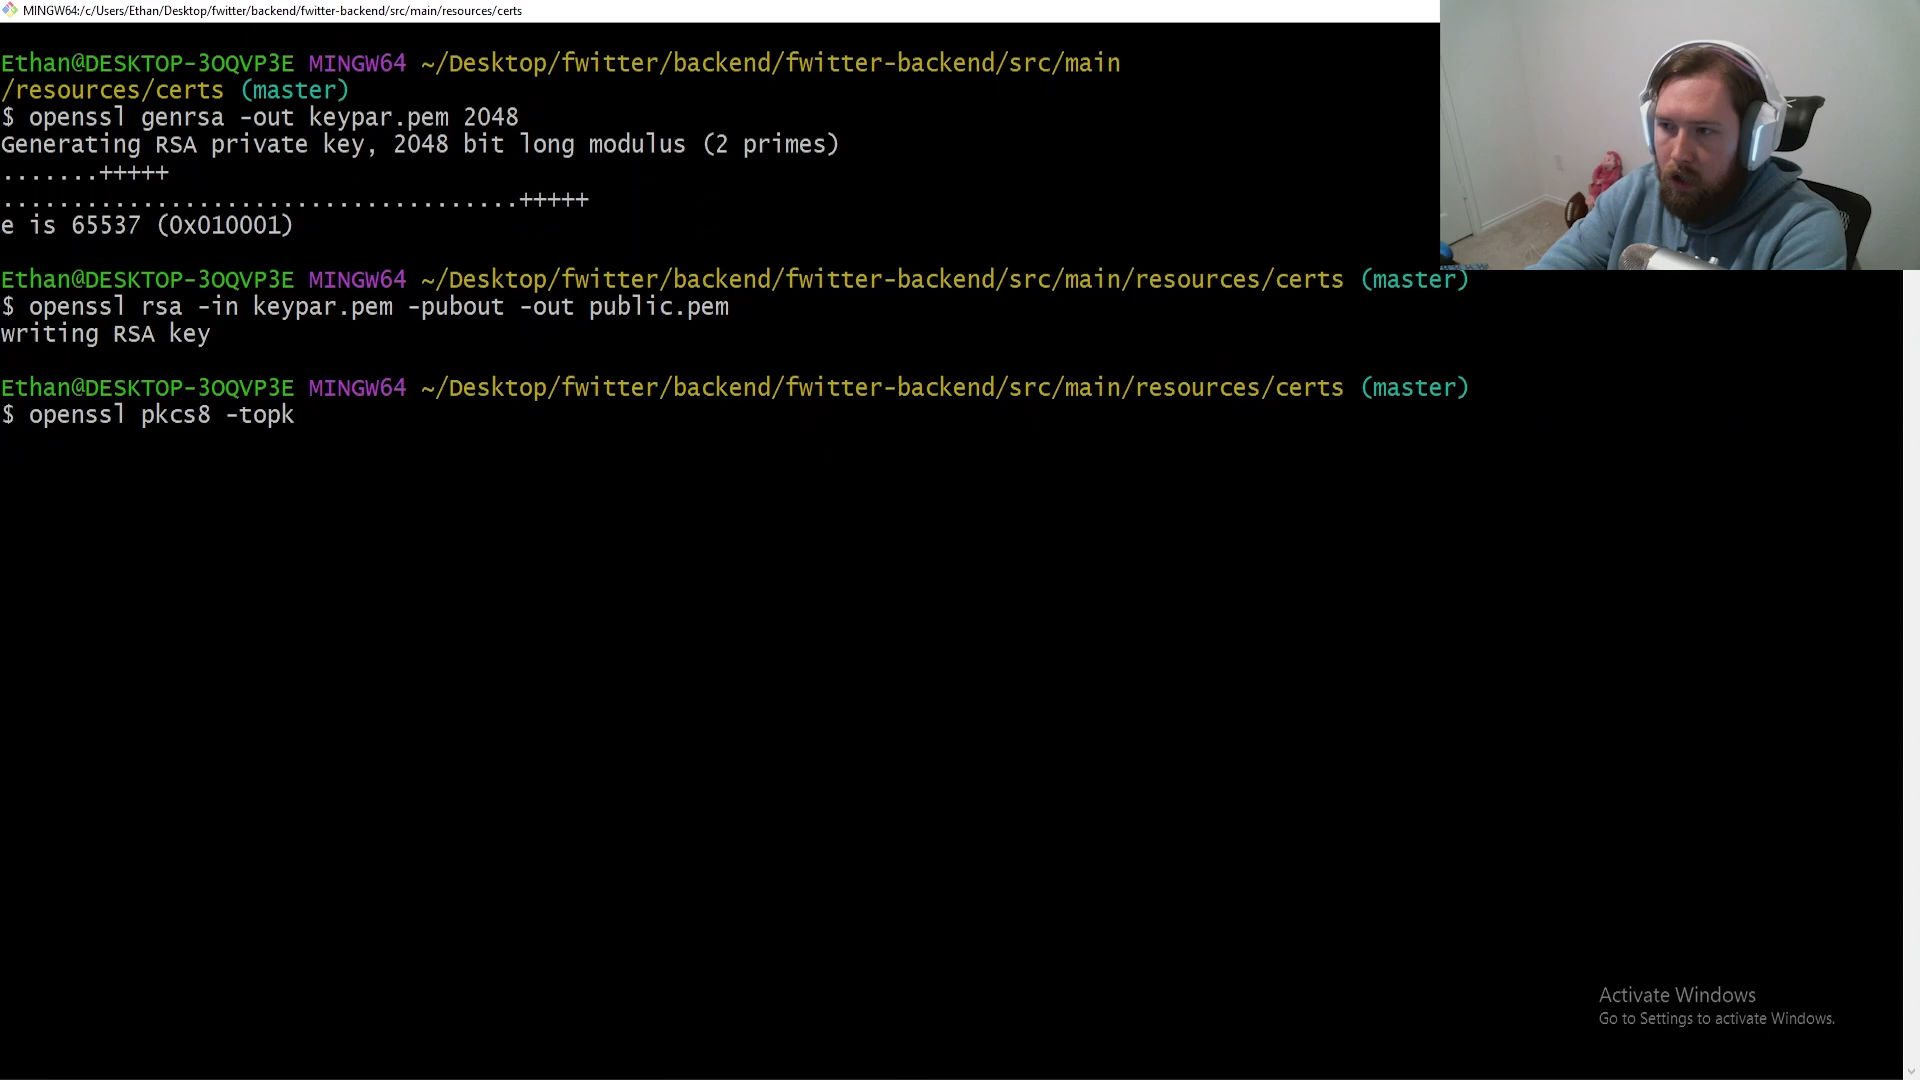 MINGW64:/c/Users/Ethan/Desktop/fwitter/backend/fwitter-backend/src/main/resources/certs
Ethan@DESKTOP-3OQVP3E MINGW64 ~/Desktop/fwitter/backend/fwitter-backend/src/main
/resources/certs (master)
$ openssl genrsa -out keypar.pem 2048
Generating RSA private key, 2048 bit long modulus (2 primes)
.......+++++
.....................................+++++
e is 65537 (0x010001)
Ethan@DESKTOP-3OQVP3E MINGW64 ~/Desktop/fwitter/backend/fwitter-backend/src/main/resources/certs (master)
$ openssl rsa -in keypar.pem -pubout -out public.pem
writing RSA key
Ethan@DESKTOP-3OQVP3E MINGW64 ~/Desktop/fwitter/backend/fwitter-backend/src/main/resources/certs (master)
$ openssl pkcs8 -topk
Activate Windows
Go to Settings to activate Windows.